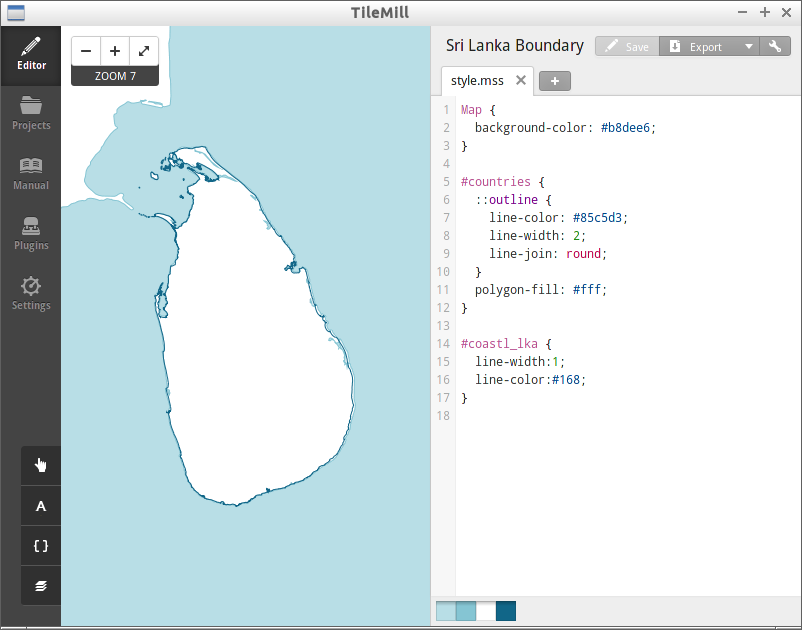 TileMill
Editor
Projects
Manual
Plugins
Settings
A
{ }
− +
ZOOM 7
Sri Lanka Boundary
Save
Export
style.mss ×
+
1 Map {
2   background-color: #b8dee6;
3 }
4
5 #countries {
6   ::outline {
7     line-color: #85c5d3;
8     line-width: 2;
9     line-join: round;
10   }
11   polygon-fill: #fff;
12 }
13
14 #coastl_lka {
15   line-width:1;
16   line-color:#168;
17 }
18